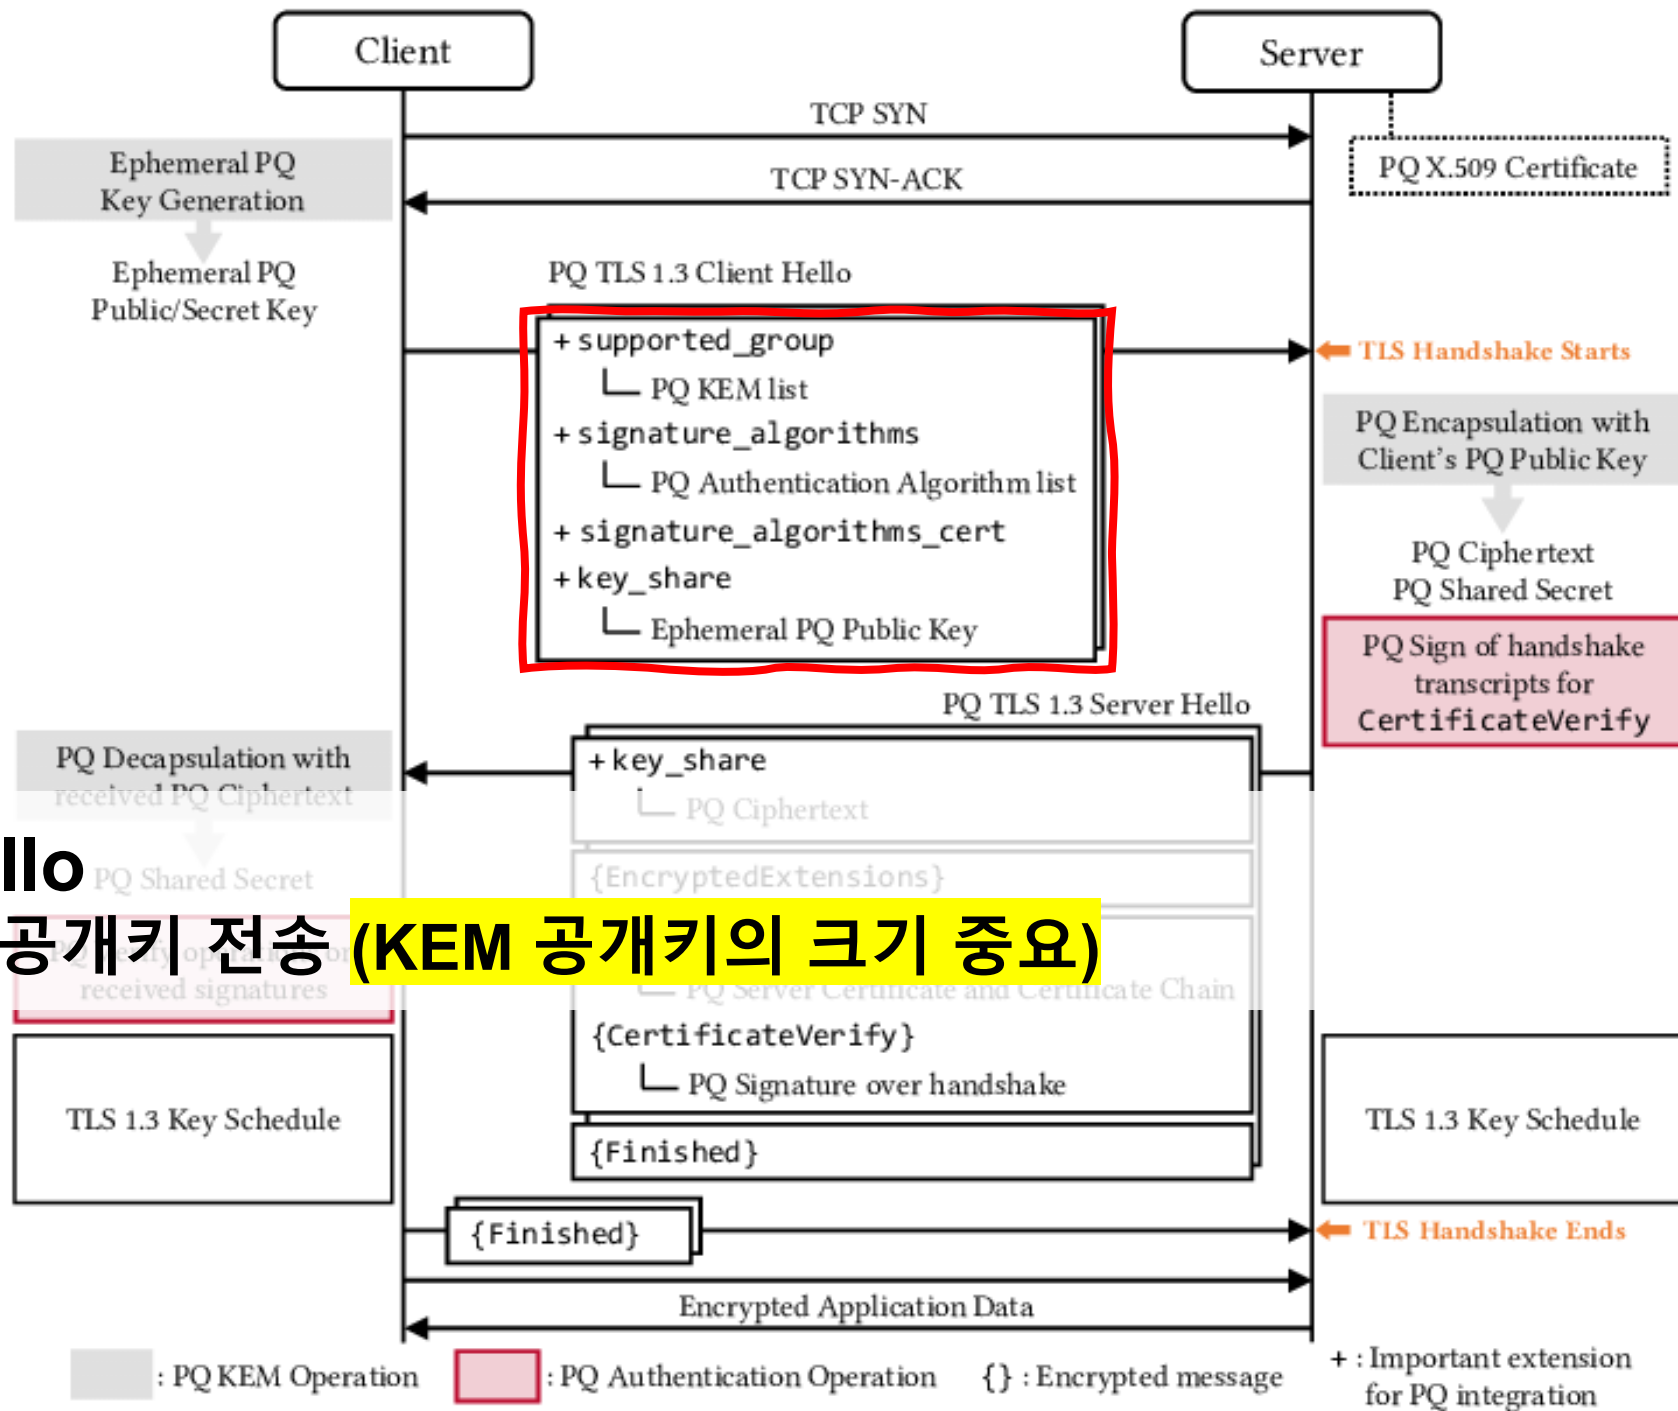 Client
Server
TCP SYN
PQ X.509 Certificate
Ephemeral PQ
Key Generation
TCP SYN-ACK
Ephemeral PQ
Public/Secret Key
PQ TLS 1.3 Client Hello
+ supported_group
PQ KEM list
+ signature_algorithms
PQ Authentication Algorithm list
+ signature_algorithms_cert
+ key_share
Ephemeral PQ Public Key
TLS Handshake Starts
PQ Encapsulation with
Client's PQ Public Key
PQ Ciphertext
PQ Shared Secret
PQ Sign of handshake
transcripts for
CertificateVerify
PQ TLS 1.3 Server Hello
PQ Decapsulation with
received PQ Ciphertext
+ key_share
PQ Ciphertext
llo
PQ Shared Secret
{EncryptedExtensions}
공개키 전송 (KEM 공개키의 크기 중요)
received signatures
PQ Server Certificate and Certificate Chain
{CertificateVerify}
PQ Signature over handshake
TLS 1.3 Key Schedule
TLS 1.3 Key Schedule
{Finished}
{Finished}
TLS Handshake Ends
Encrypted Application Data
: PQ KEM Operation
: PQ Authentication Operation
{} : Encrypted message
+ : Important extension
for PQ integration